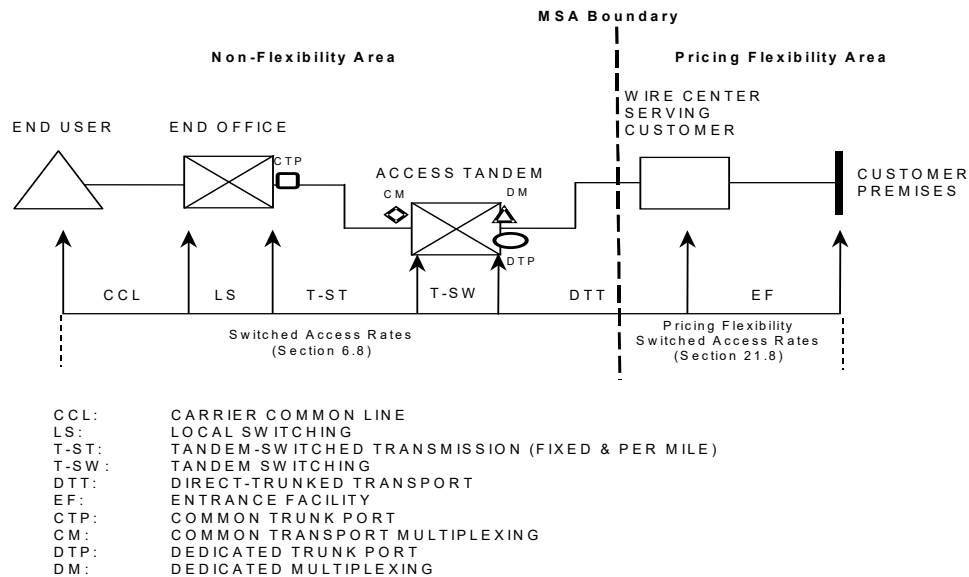 MSA Boundary
Non-Flexibility Area
Pricing Flexibility Area
WIRE CENTER
SERVING
CUSTOMER
END USER
END OFFICE
CTP
ACCESS TANDEM
CM
DM
CUSTOMER
PREMISES
DTP
CCL
LS
T-ST
T-SW
DTT
EF
Switched Access Rates
(Section 6.8)
Pricing Flexibility
Switched Access Rates
(Section 21.8)
CCL: CARRIER COMMON LINE
LS: LOCAL SWITCHING
T-ST: TANDEM-SWITCHED TRANSMISSION (FIXED & PER MILE)
T-SW: TANDEM SWITCHING
DTT: DIRECT-TRUNKED TRANSPORT
EF: ENTRANCE FACILITY
CTP: COMMON TRUNK PORT
CM: COMMON TRANSPORT MULTIPLEXING
DTP: DEDICATED TRUNK PORT
DM: DEDICATED MULTIPLEXING